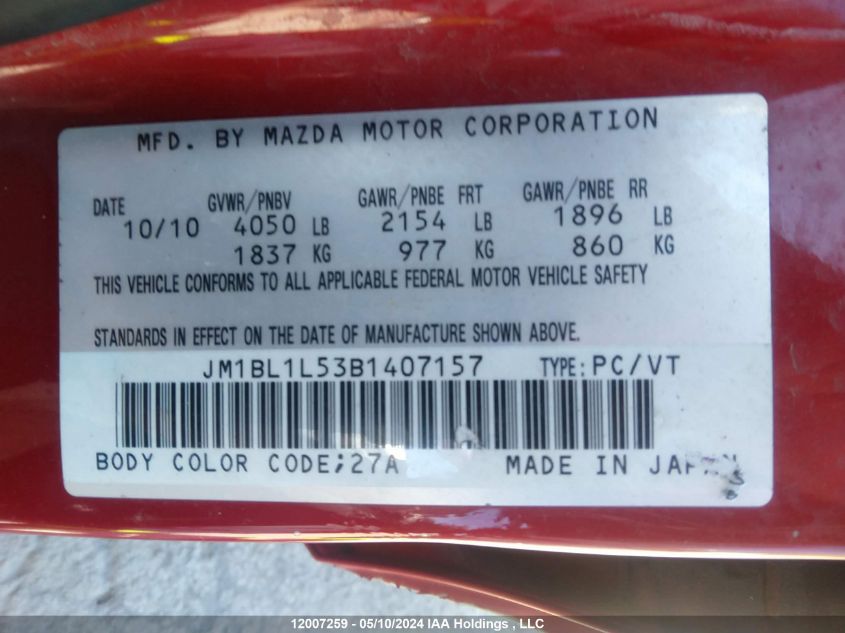 MFD. BY MAZDA MOTOR CORPORATION
DATE GVWR/PNBV GAWR/PNBE FRT GAWR/PNBE RR
10/10 4050 LB 2154 LB 1896 LB
1837 KG 977 KG 860 KG
THIS VEHICLE CONFORMS TO ALL APPLICABLE FEDERAL MOTOR VEHICLE SAFETY
STANDARDS IN EFFECT ON THE DATE OF MANUFACTURE SHOWN ABOVE.
JM1BL1L53B1407157 TYPE:PC/VT
BODY COLOR CODE;27A MADE IN JAPAN
12007259 - 05/10/2024 IAA Holdings , LLC